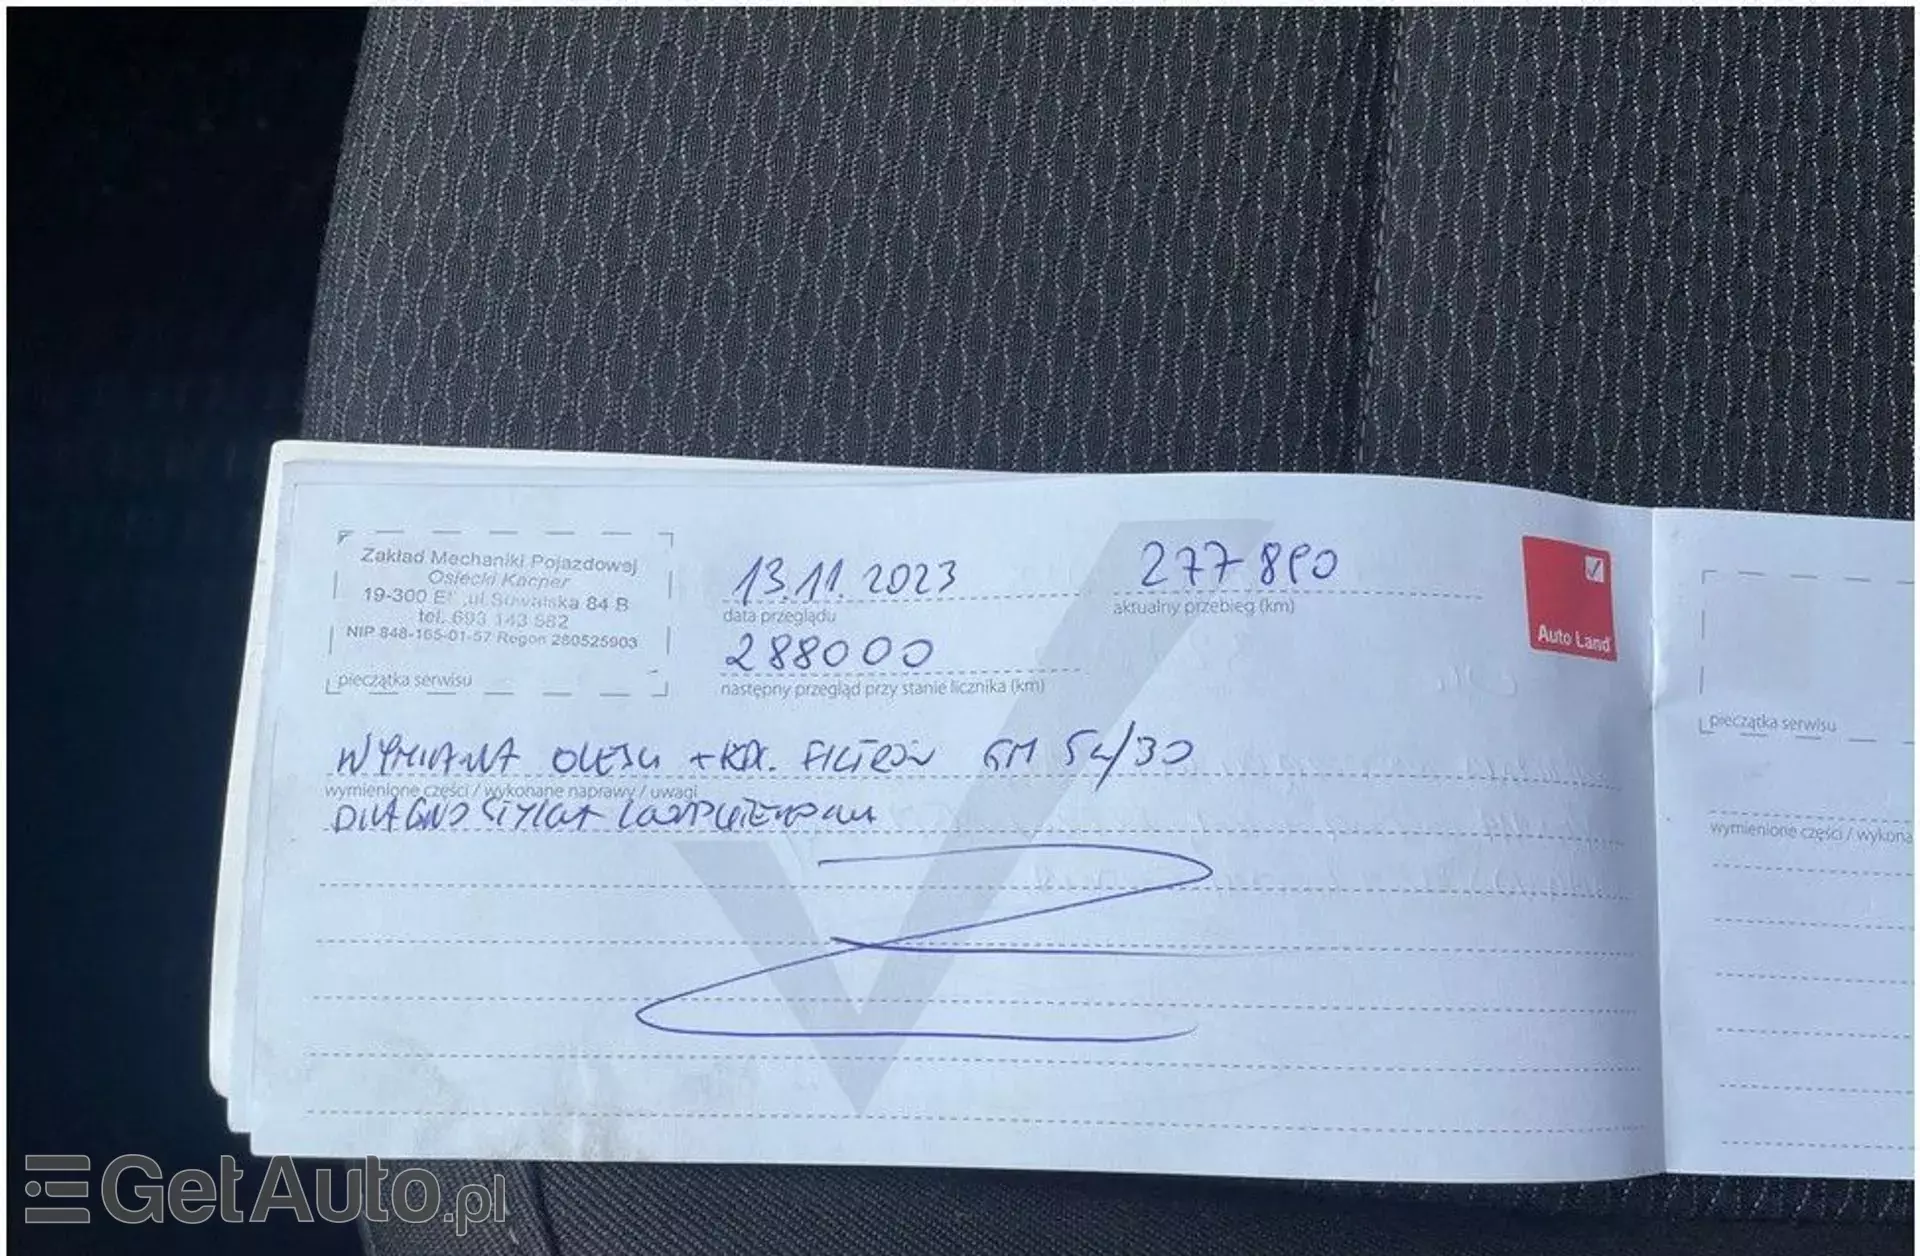 Zakład Mechaniki Pojazdowej
Osiecki Kacper
19-300 Ełk, ul. Suwalska 84 B
tel. 693 143 582
NIP 848-165-01-57 Regon 280525903
pieczątka serwisu
13.11.2023
data przeglądu
277 890
aktualny przebieg (km)
288000
następny przegląd przy stanie licznika (km)
Auto Land
WYMIANA OLEJU + KPL. FILTRÓW GM 5W/30
wymienione części / wykonane naprawy / uwagi
DIAGNOSTYKA KOMPUTEROWA
pieczątka serwisu
wymienione części / wykona
GetAuto.pl